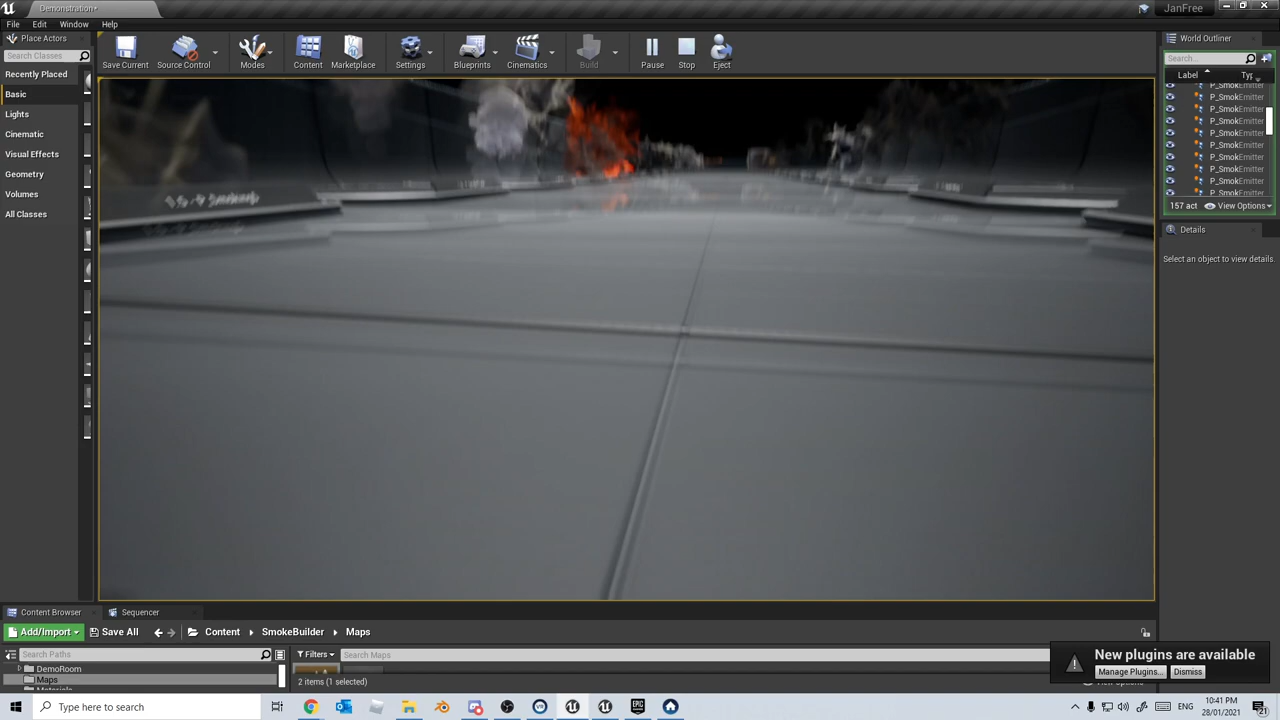 Demonstration*
JanFree
File Edit Window Help
Place Actors
Search Classes
Recently Placed
Basic
Lights
Cinematic
Visual Effects
Geometry
Volumes
All Classes
Save Current
Source Control
Modes
Content
Marketplace
Settings
Blueprints
Cinematics
Build
Pause
Stop
Eject
World Outliner
Search...
Label
Typ
P_SmokEmitter
P_SmokEmitter
P_SmokEmitter
P_SmokEmitter
P_SmokEmitter
P_SmokEmitter
P_SmokEmitter
P_SmokEmitter
P_SmokEmitter
P_SmokEmitter
157 act
View Options
Details
Select an object to view details.
Content Browser
Sequencer
Add/Import
Save All
Content
SmokeBuilder
Maps
Search Paths
Filters
Search Maps
DemoRoom
Maps
Materials
2 items (1 selected)
View Options
New plugins are available
Manage Plugins...
Dismiss
Type here to search
ENG
10:41 PM
28/01/2021
21